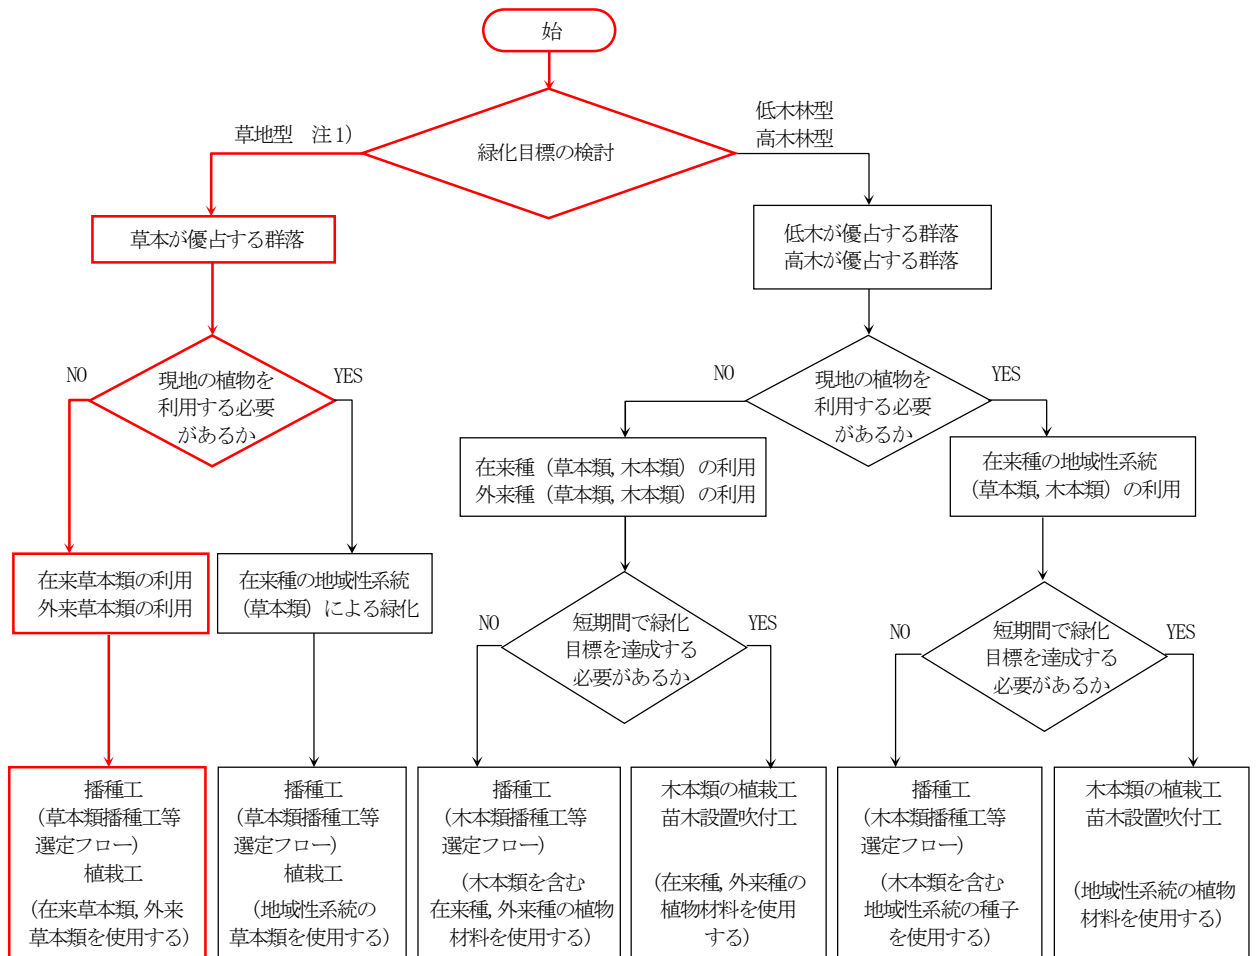 始
緑化目標の検討
草地型　注1）
低木林型
高木林型
草本が優占する群落
低木が優占する群落
高木が優占する群落
NO
現地の植物を
利用する必要
があるか
YES
NO
現地の植物を
利用する必要
があるか
YES
在来草本類の利用
外来草本類の利用
在来種の地域性系統
（草本類）による緑化
在来種（草本類,木本類）の利用
外来種（草本類,木本類）の利用
在来種の地域性系統
（草本類,木本類）の利用
NO
短期間で緑化
目標を達成する
必要があるか
YES
NO
短期間で緑化
目標を達成する
必要があるか
YES
播種工
（草本類播種工等
選定フロー）
植栽工
（在来草本類,外来
草本類を使用する）
播種工
（草本類播種工等
選定フロー）
植栽工
（地域性系統の
草本類を使用する）
播種工
（木本類播種工等
選定フロー）
（木本類を含む
在来種,外来種の植物
材料を使用する）
木本類の植栽工
苗木設置吹付工
（在来種,外来種の
植物材料を使用
する）
播種工
（木本類播種工等
選定フロー）
（木本類を含む
地域性系統の種子
を使用する）
木本類の植栽工
苗木設置吹付工
（地域性系統の植物
材料を使用する）